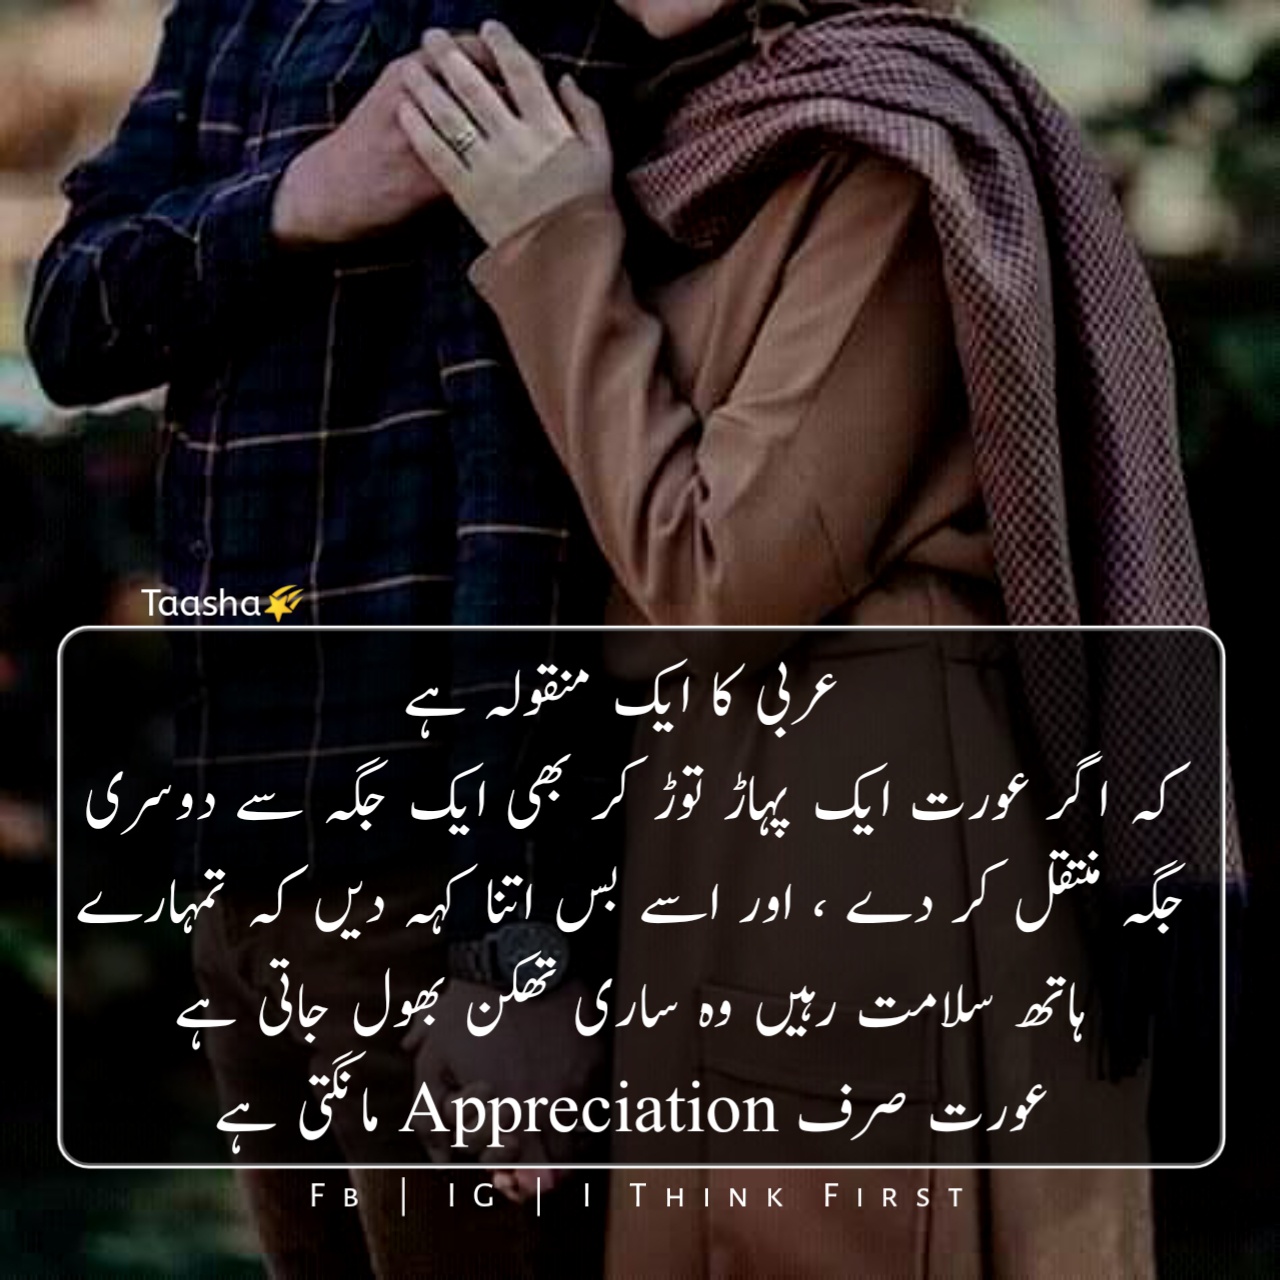 Taasha
عربی کا ایک منقولہ ہے
کہ اگر عورت ایک پہاڑ توڑ کر بھی ایک جگہ سے دوسری
جگہ منتقل کر دے ، اور اسے بس اتنا کہہ دیں کہ تمہارے
ہاتھ سلامت رہیں وہ ساری تھکن بھول جاتی ہے
عورت صرف Appreciation مانگتی ہے
Fb | IG | I Think First